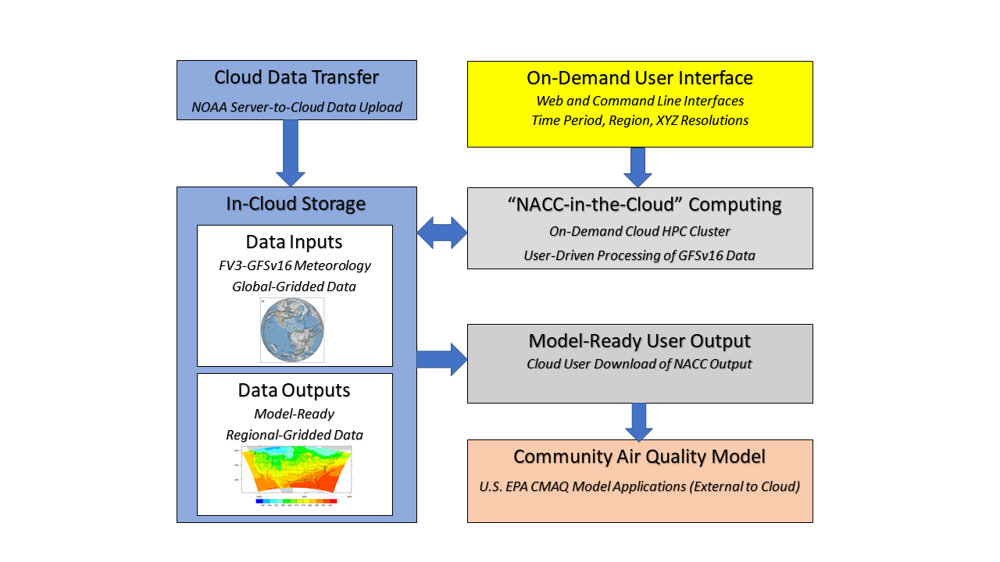 Cloud Data Transfer
NOAA Server-to-Cloud Data Upload
On-Demand User Interface
Web and Command Line Interfaces
Time Period, Region, XYZ Resolutions
In-Cloud Storage
Data Inputs
FV3-GFSv16 Meteorology
Global-Gridded Data
Data Outputs
Model-Ready
Regional-Gridded Data
“NACC-in-the-Cloud” Computing
On-Demand Cloud HPC Cluster
User-Driven Processing of GFSv16 Data
Model-Ready User Output
Cloud User Download of NACC Output
Community Air Quality Model
U.S. EPA CMAQ Model Applications (External to Cloud)